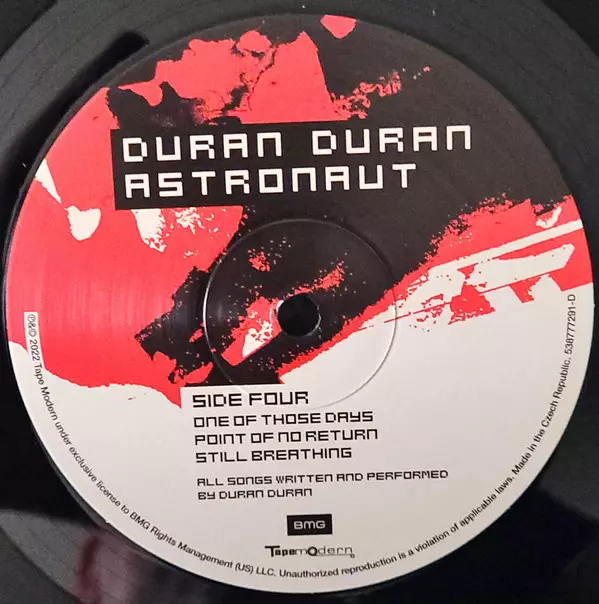 DURAN DURAN
ASTRONAUT
SIDE FOUR
ONE OF THOSE DAYS
POINT OF NO RETURN
STILL BREATHING
ALL SONGS WRITTEN AND PERFORMED
BY DURAN DURAN
BMG
Tapemodern
℗&© 2022 Tape Modern under exclusive license to BMG Rights Management (US) LLC. Unauthorized reproduction is a violation of applicable laws. Made in the Czech Republic. 538777291-D